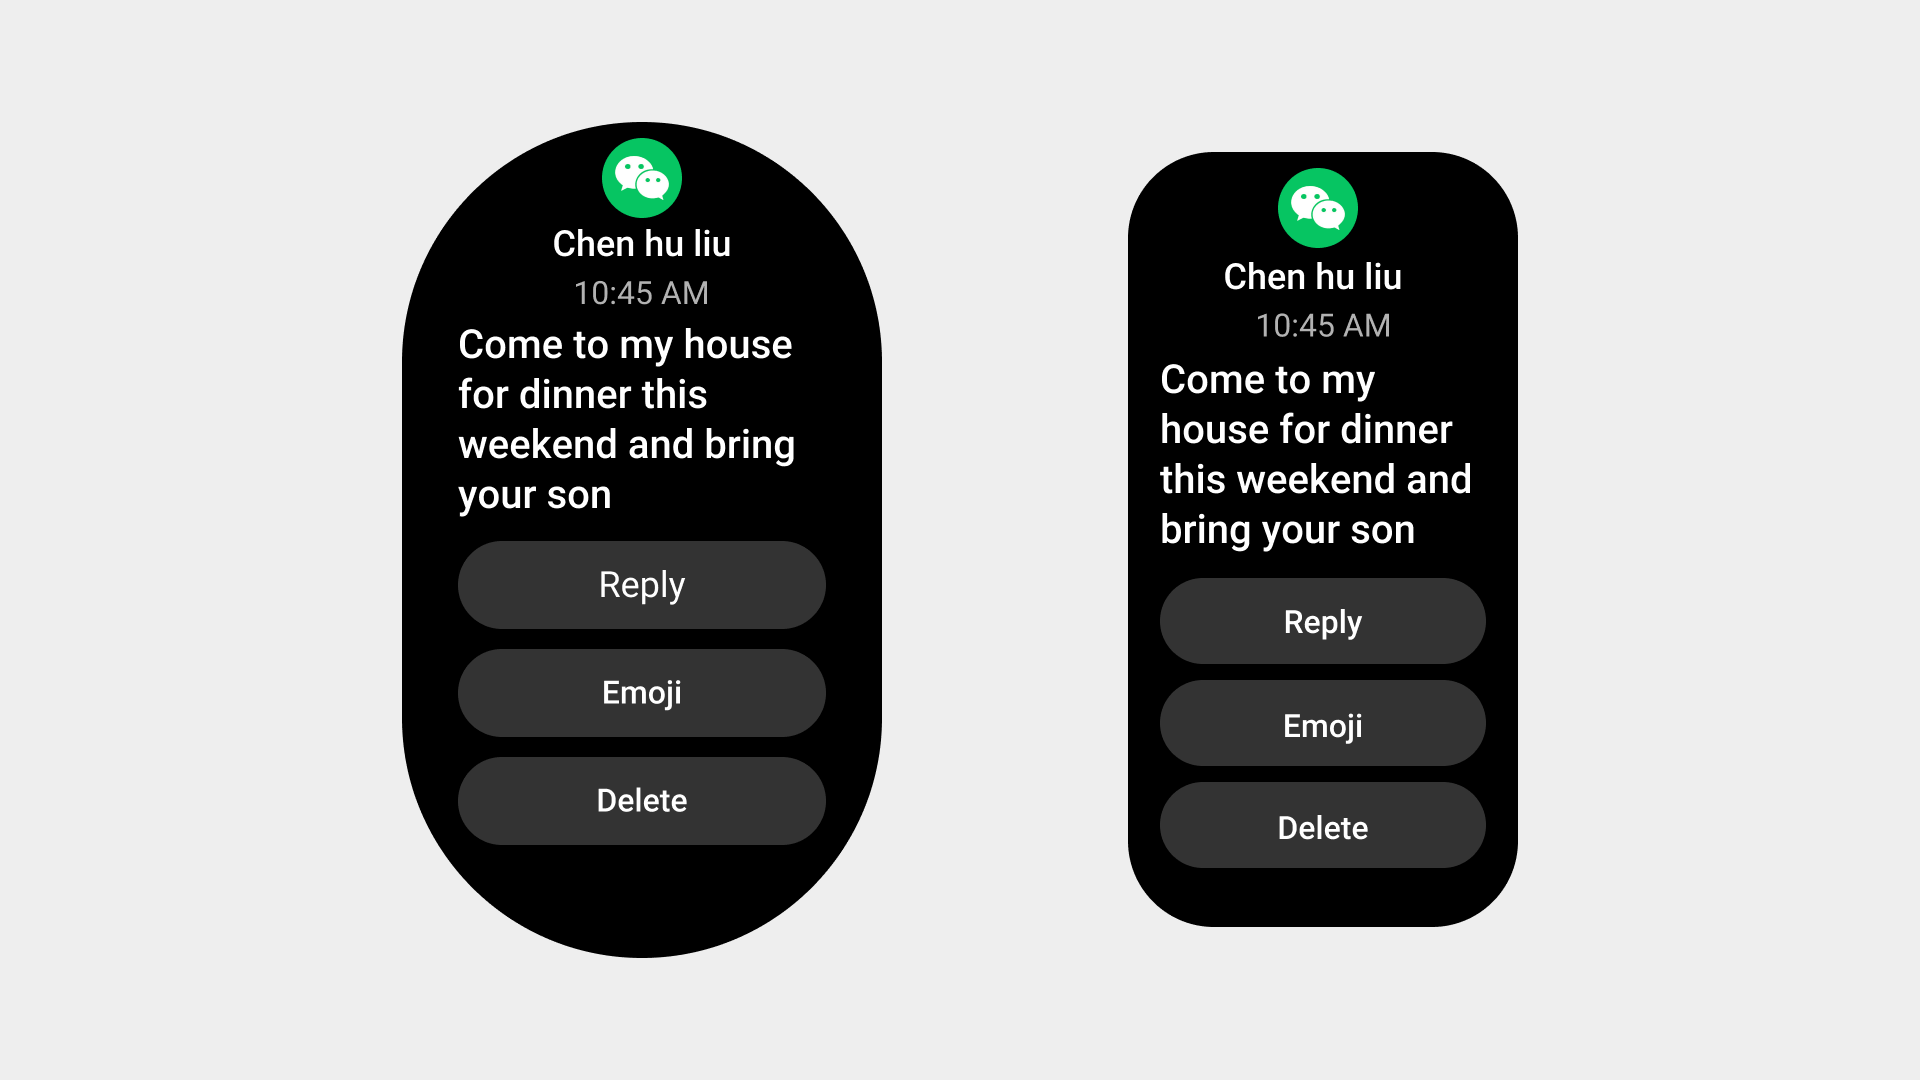 Chen hu liu
10:45 AM
Come to my house
for dinner this
weekend and bring
your son
Reply
Emoji
Delete
Chen hu liu
10:45 AM
Come to my
house for dinner
this weekend and
bring your son
Reply
Emoji
Delete